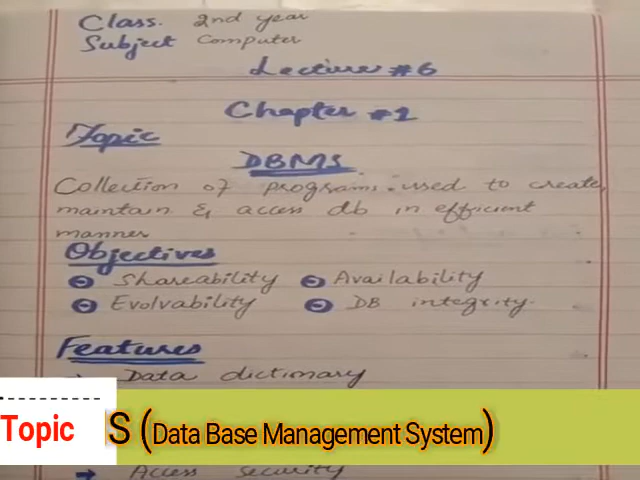 Class. 2nd year
Subject Computer
Lecture #6
Chapter #1
Topic
DBMS
Collection of programs used to create,
maintain & access db in efficient
manner
Objectives
Shareability Availability
Evolvability DB integrity.
Features
→ Data dictionary
Topic S (Data Base Management System)
→ Access security